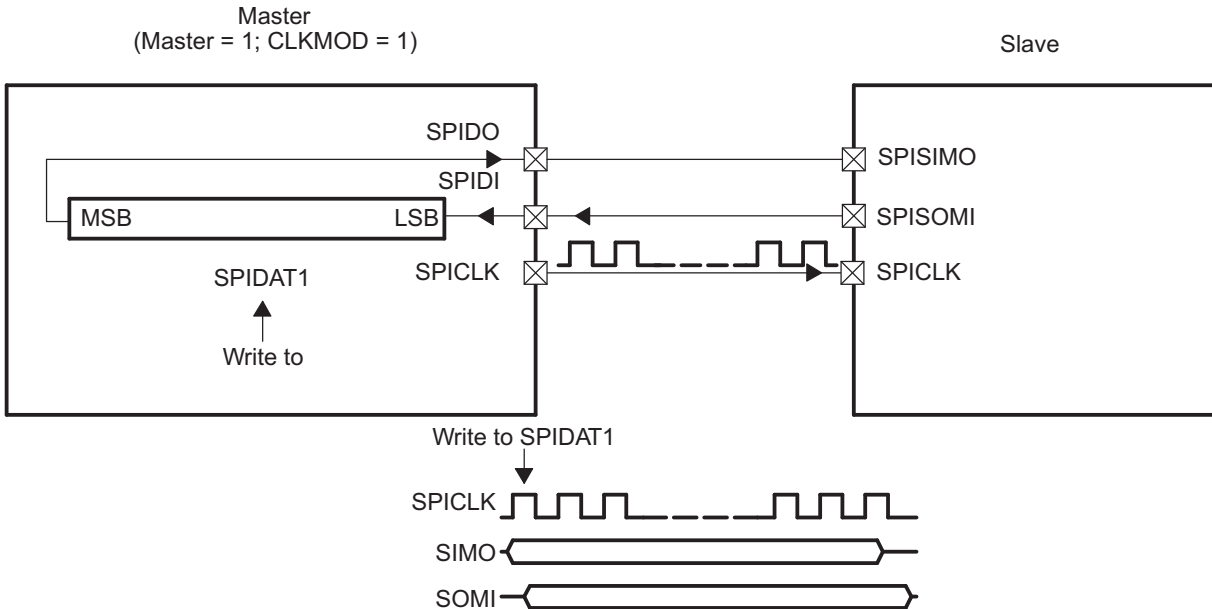 Master
(Master = 1; CLKMOD = 1)
Slave
SPIDO
SPISIMO
SPIDI
MSB
LSB
SPISOMI
SPIDAT1
SPICLK
SPICLK
Write to
Write to SPIDAT1
SPICLK
SIMO
SOMI